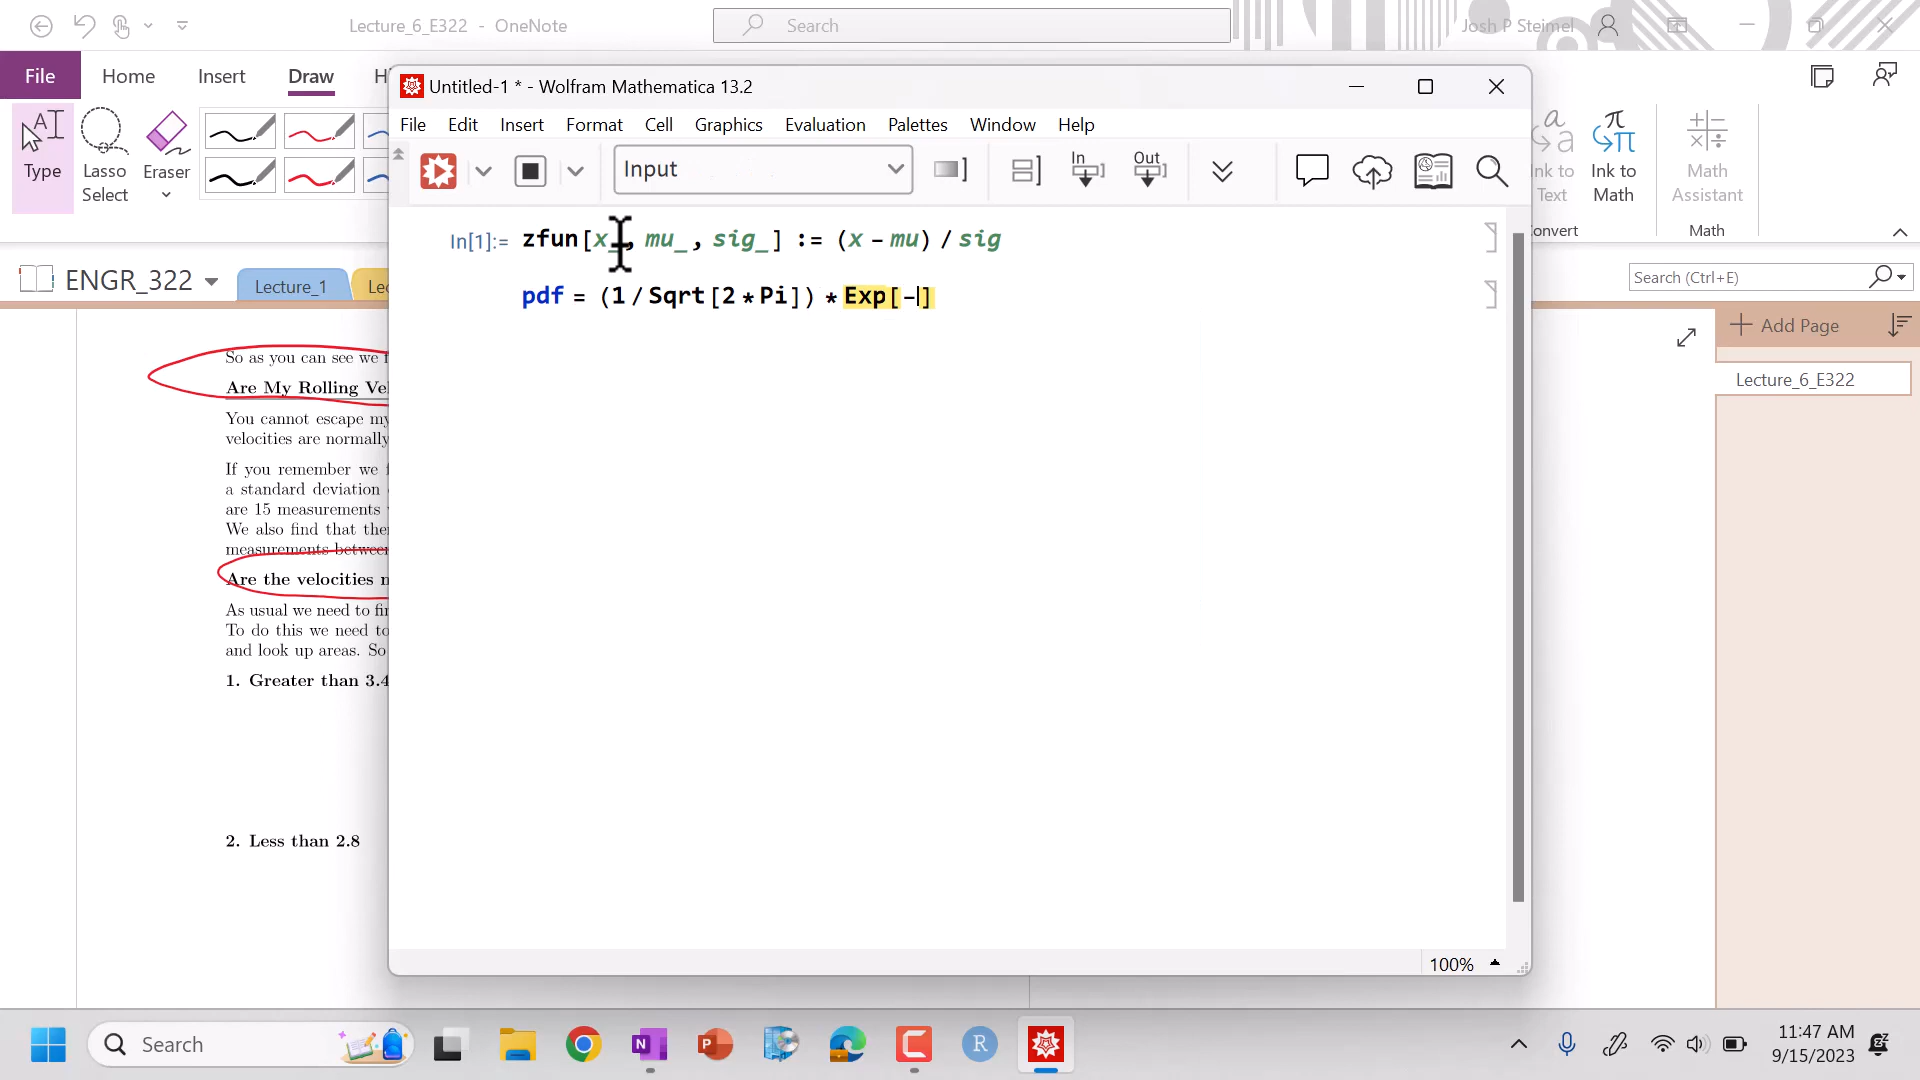 Lecture_6_E322 - OneNote
Search
Josh P Steimel
File
Home
Insert
Draw
Type
Lasso
Select
Eraser
Untitled-1 * - Wolfram Mathematica 13.2
File Edit Insert Format Cell Graphics Evaluation Palettes Window Help
Input
In
Out
In[1]:= zfun[x_, mu_, sig_] := (x - mu) / sig
pdf = (1 / Sqrt[2 * Pi]) * Exp[-]
100%
Ink to
Math
Math
Assistant
Math
ENGR_322
Lecture_1
Search (Ctrl+E)
Add Page
Lecture_6_E322
So as you can see we
Are My Rolling
You cannot escape my
velocities are normally
If you remember we
a standard deviation
are 15 measurements
We also find that
measurements between
Are the velocities
As usual we need to
To do this we need to
and look up areas. So
1. Greater than 3.4
2. Less than 2.8
Search
11:47 AM
9/15/2023